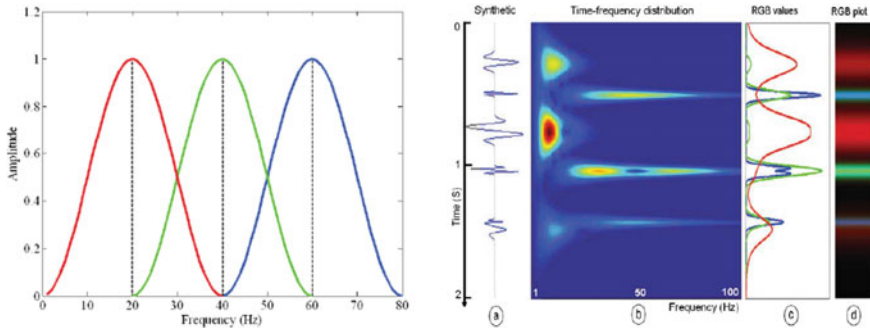 Amplitude
1.2
1
0.8
0.6
0.4
0.2
0
0 10 20 30 40 50 60 70 80
Frequency (Hz)
Synthetic
Time-frequency distribution
RGB values
RGB plot
0
1
2
Time (S)
1 50 100
Frequency (Hz)
a
b
c
d